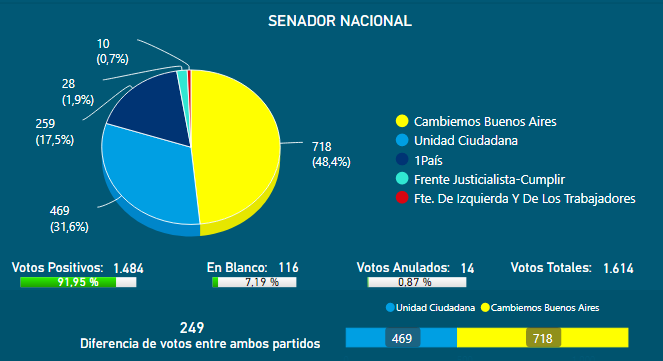 SENADOR NACIONAL
10
(0,7%)
28
(1,9%)
259
(17,5%)
469
(31,6%)
718
(48,4%)
Cambiemos Buenos Aires
Unidad Ciudadana
1País
Frente Justicialista-Cumplir
Fte. De Izquierda Y De Los Trabajadores
Votos Positivos: 1.484
91,95 %
En Blanco: 116
7,19 %
Votos Anulados: 14
0,87 %
Votos Totales: 1.614
249
Diferencia de votos entre ambos partidos
Unidad Ciudadana Cambiemos Buenos Aires
469 718